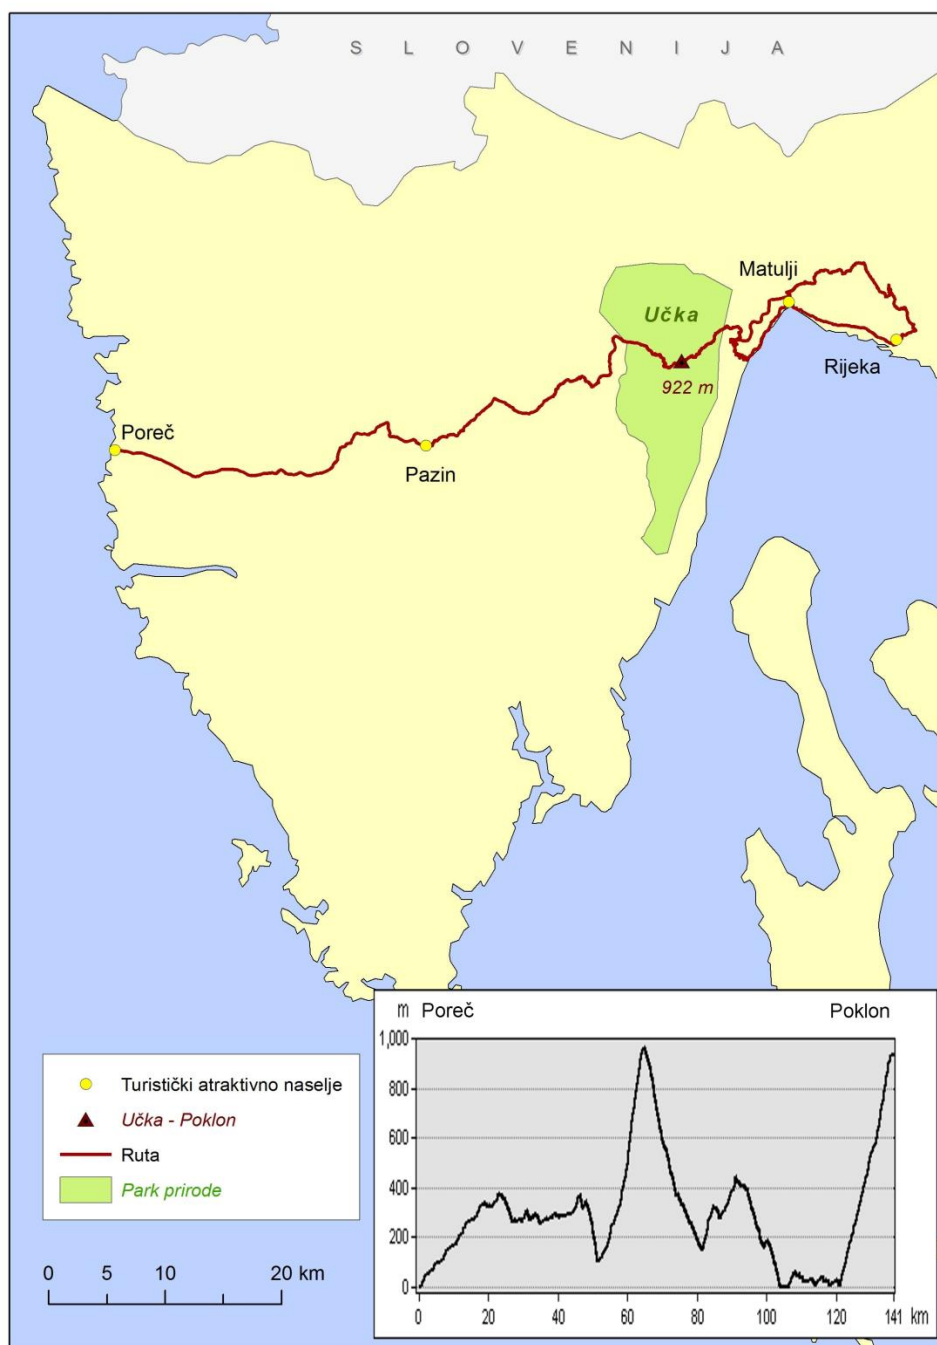 SLOVENIJA
Matulji
Učka
Rijeka
922 m
Poreč
Pazin
m Poreč Poklon
1,000
800
600
400
200
0
0 20 40 60 80 100 120 141 km
Turistički atraktivno naselje
Učka - Poklon
Ruta
Park prirode
0 5 10 20 km